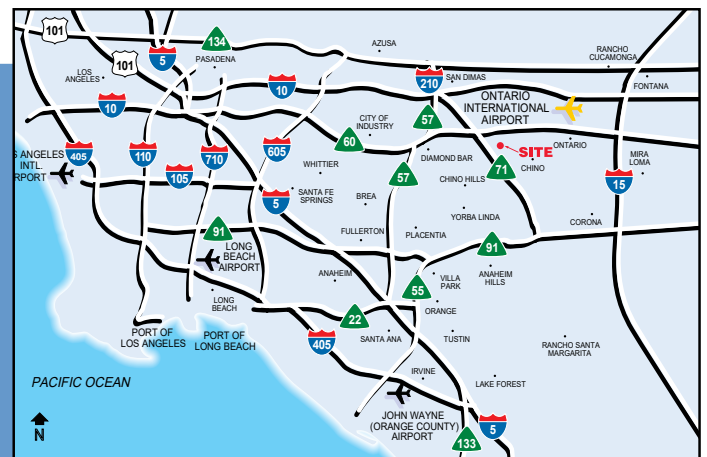 101
134
AZUSA
RANCHO
CUCAMONGA
5
101
PASADENA
LOS
ANGELES
210
SAN DIMAS
FONTANA
10
10
ONTARIO
INTERNATIONAL
AIRPORT
57
CITY OF
INDUSTRY
60
605
SITE
ONTARIO
405
110
710
DIAMOND BAR
CHINO
MIRA
LOMA
S ANGELES
INTL.
RPORT
WHITTIER
71
105
57
CHINO HILLS
15
5
SANTA FE
SPRINGS
BREA
YORBA LINDA
CORONA
91
FULLERTON
PLACENTIA
91
LONG
BEACH
AIRPORT
ANAHEIM
VILLA
PARK
ANAHEIM
HILLS
55
LONG
BEACH
22
ORANGE
PORT OF
LOS ANGELES
PORT OF
LONG BEACH
405
SANTA ANA
TUSTIN
RANCHO SANTA
MARGARITA
IRVINE
LAKE FOREST
PACIFIC OCEAN
JOHN WAYNE
(ORANGE COUNTY)
AIRPORT
5
133
N